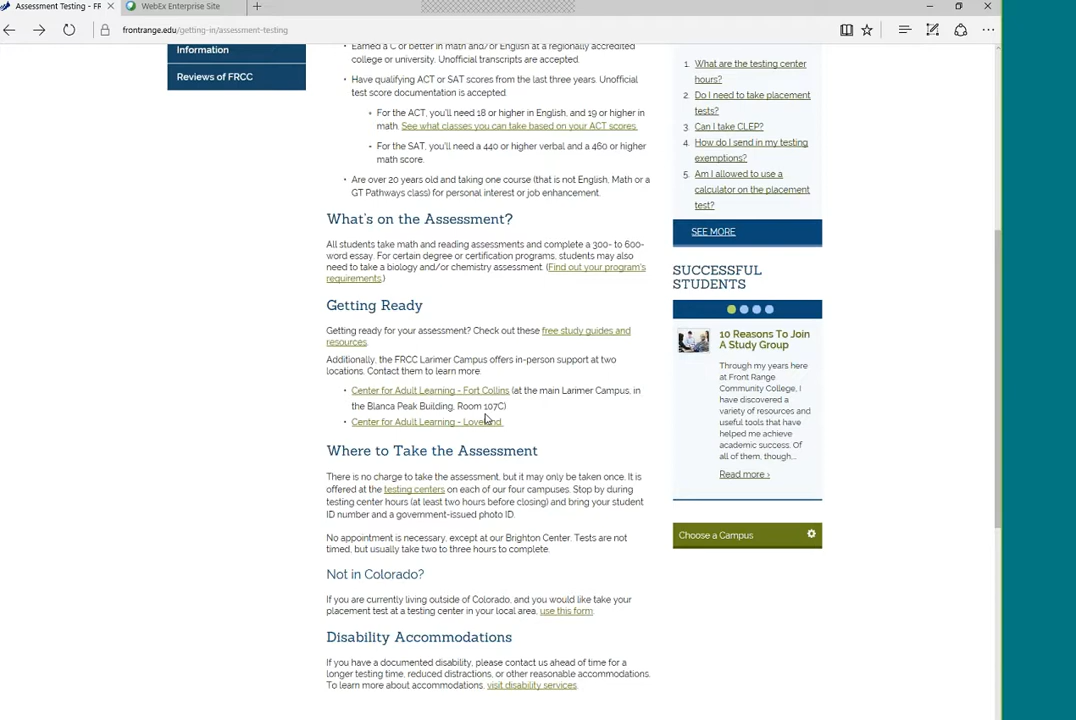 Assessment Testing - FR
WebEx Enterprise Site
frontrange.edu/getting-in/assessment-testing
Information
Reviews of FRCC
Earned a C or better in math and/or English at a regionally accredited
college or university. Unofficial transcripts are accepted
Have qualifying ACT or SAT scores from the last three years. Unofficial
test score documentation is accepted.
For the ACT, you'll need 18 or higher in English, and 19 or higher in
math. See what classes you can take based on your ACT scores.
For the SAT, you'll need a 440 or higher verbal and a 460 or higher
math score.
Are over 20 years old and taking one course (that is not English, Math or a
GT Pathways class) for personal interest or job enhancement.
What's on the Assessment?
All students take math and reading assessments and complete a 300- to 600-
word essay. For certain degree or certification programs, students may also
need to take a biology and/or chemistry assessment. (Find out your program's
requirements.)
Getting Ready
Getting ready for your assessment? Check out these free study guides and
resources.
Additionally, the FRCC Larimer Campus offers in-person support at two
locations. Contact them to learn more.
Center for Adult Learning - Fort Collins (at the main Larimer Campus, in
the Blanca Peak Building, Room 107C)
Center for Adult Learning - Loveland
Where to Take the Assessment
There is no charge to take the assessment, but it may only be taken once. It is
offered at the testing centers on each of our four campuses. Stop by during
testing center hours (at least two hours before closing) and bring your student
ID number and a government-issued photo ID.
No appointment is necessary, except at our Brighton Center. Tests are not
timed, but usually take two to three hours to complete.
Not in Colorado?
If you are currently living outside of Colorado, and you would like take your
placement test at a testing center in your local area, use this form.
Disability Accommodations
If you have a documented disability, please contact us ahead of time for a
longer testing time, reduced distractions, or other reasonable accommodations.
To learn more about accommodations, visit disability services.
1. What are the testing center
hours?
2. Do I need to take placement
tests?
3. Can I take CLEP?
4. How do I send in my testing
exemptions?
5. Am I allowed to use a
calculator on the placement
test?
SEE MORE
SUCCESSFUL
STUDENTS
10 Reasons To Join
A Study Group
Through my years here
at Front Range
Community College, I
have discovered a
variety of resources and
useful tools that have
helped me achieve
academic success. Of
all of them, though...
Read more ›
Choose a Campus